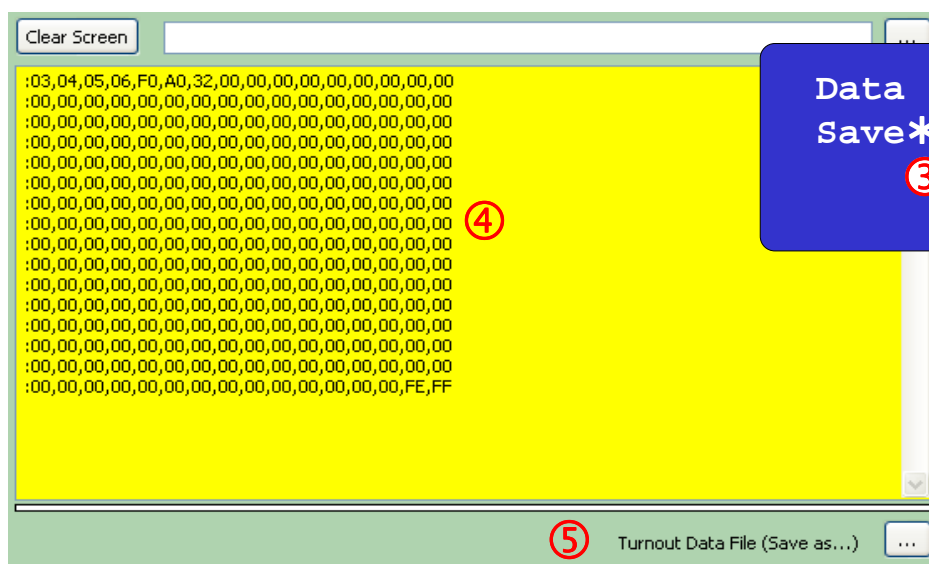 Clear Screen
...
Data
Save*
③
:03,04,05,06,F0,A0,32,00,00,00,00,00,00,00,00,00
:00,00,00,00,00,00,00,00,00,00,00,00,00,00,00,00
:00,00,00,00,00,00,00,00,00,00,00,00,00,00,00,00
:00,00,00,00,00,00,00,00,00,00,00,00,00,00,00,00
:00,00,00,00,00,00,00,00,00,00,00,00,00,00,00,00
:00,00,00,00,00,00,00,00,00,00,00,00,00,00,00,00
:00,00,00,00,00,00,00,00,00,00,00,00,00,00,00,00
:00,00,00,00,00,00,00,00,00,00,00,00,00,00,00,00
④
:00,00,00,00,00,00,00,00,00,00,00,00,00,00,00,00
:00,00,00,00,00,00,00,00,00,00,00,00,00,00,00,00
:00,00,00,00,00,00,00,00,00,00,00,00,00,00,00,00
:00,00,00,00,00,00,00,00,00,00,00,00,00,00,00,00
:00,00,00,00,00,00,00,00,00,00,00,00,00,00,00,00
:00,00,00,00,00,00,00,00,00,00,00,00,00,00,00,00
:00,00,00,00,00,00,00,00,00,00,00,00,00,00,00,00
:00,00,00,00,00,00,00,00,00,00,00,00,00,00,FE,FF
⑤ Turnout Data File (Save as...) ...